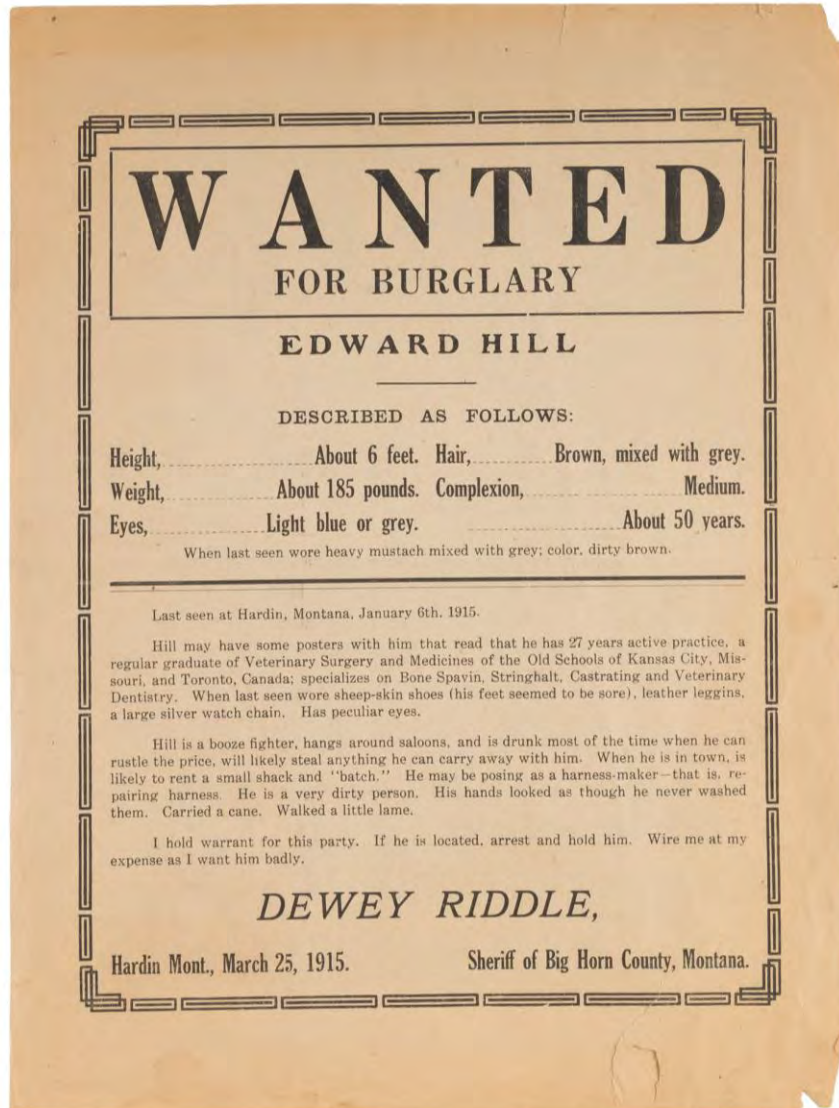 WANTED
FOR BURGLARY
EDWARD HILL
DESCRIBED AS FOLLOWS:
Height, About 6 feet. Hair, Brown, mixed with grey.
Weight, About 185 pounds. Complexion, Medium.
Eyes, Light blue or grey. About 50 years.
When last seen wore heavy mustach mixed with grey; color, dirty brown.
Last seen at Hardin, Montana, January 6th, 1915.
Hill may have some posters with him that read that he has 27 years active practice, a
regular graduate of Veterinary Surgery and Medicines of the Old Schools of Kansas City, Mis-
souri, and Toronto, Canada; specializes on Bone Spavin, Stringhalt, Castrating and Veterinary
Dentistry. When last seen wore sheep-skin shoes (his feet seemed to be sore), leather leggins,
a large silver watch chain. Has peculiar eyes.
Hill is a booze fighter, hangs around saloons, and is drunk most of the time when he can
rustle the price, will likely steal anything he can carry away with him. When he is in town, is
likely to rent a small shack and "batch." He may be posing as a harness-maker—that is, re-
pairing harness. He is a very dirty person. His hands looked as though he never washed
them. Carried a cane. Walked a little lame.
I hold warrant for this party. If he is located, arrest and hold him. Wire me at my
expense as I want him badly.
DEWEY RIDDLE,
Hardin Mont., March 25, 1915. Sheriff of Big Horn County, Montana.